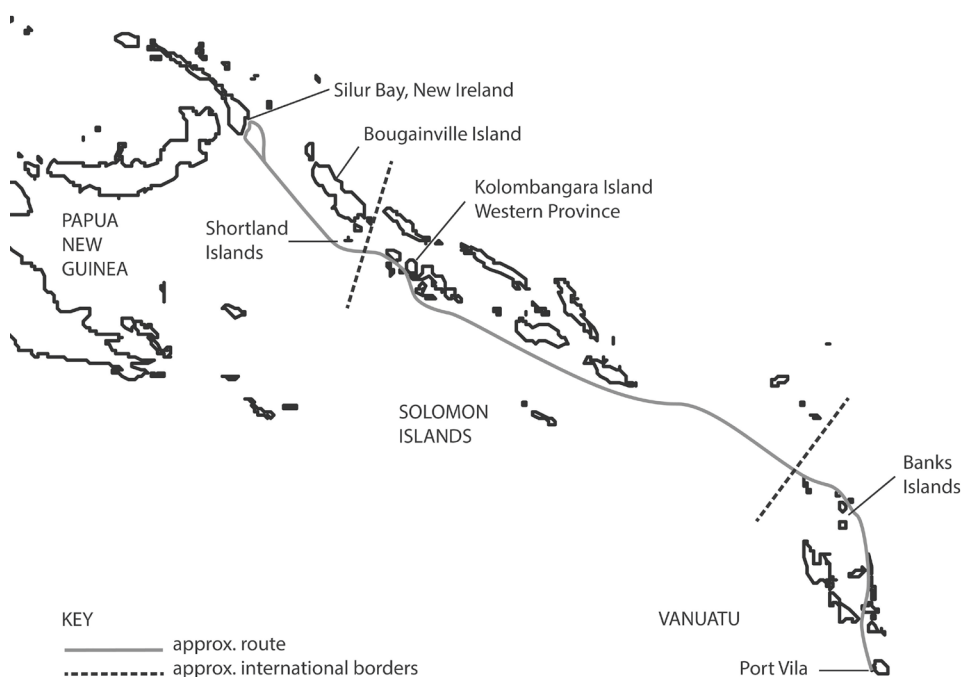 Silur Bay, New Ireland
Bougainville Island
Kolombangara Island
Western Province
PAPUA
NEW
GUINEA
Shortland
Islands
SOLOMON
ISLANDS
Banks
Islands
KEY
approx. route
approx. international borders
VANUATU
Port Vila